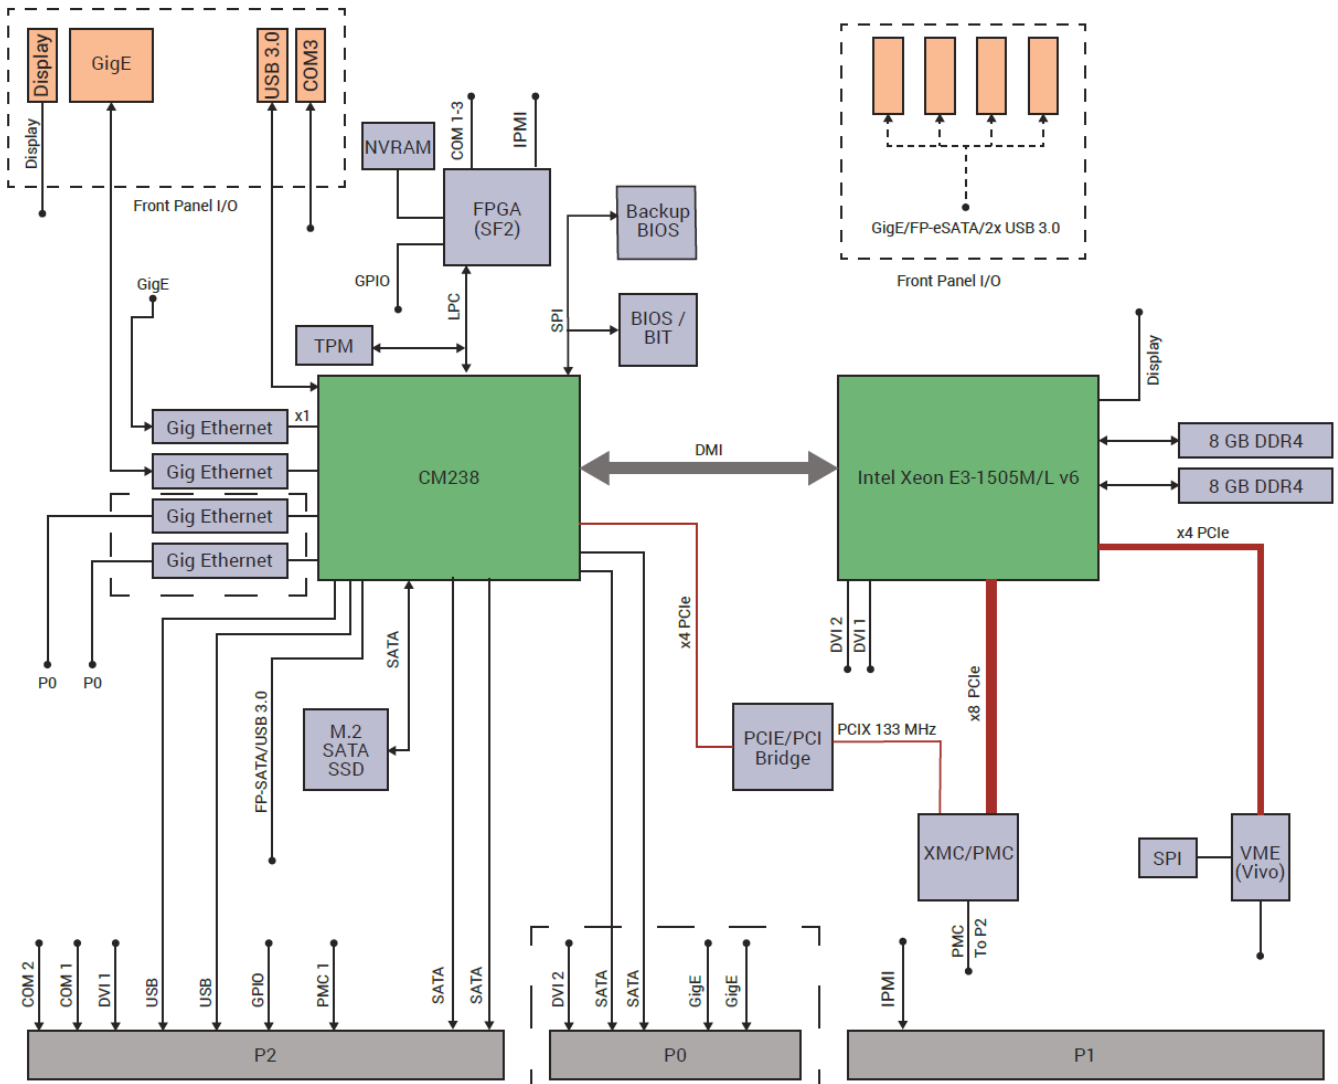 Display
GigE
USB 3.0
COM3
Display
Front Panel I/O
NVRAM
COM 1-3
IPMI
FPGA
(SF2)
Backup
BIOS
GigE/FP-eSATA/2x USB 3.0
Front Panel I/O
GigE
GPIO
LPC
SPI
BIOS /
BIT
TPM
Display
Gig Ethernet
x1
Gig Ethernet
Gig Ethernet
Gig Ethernet
CM238
DMI
Intel Xeon E3-1505M/L v6
8 GB DDR4
8 GB DDR4
x4 PCIe
P0
P0
SATA
x4 PCIe
DVI 2
DVI 1
x8 PCIe
FP-SATA/USB 3.0
M.2
SATA
SSD
PCIE/PCI
Bridge
PCIX 133 MHz
XMC/PMC
SPI
VME
(Vivo)
PMC
To P2
COM 2
COM 1
DVI 1
USB
USB
GPIO
PMC 1
SATA
SATA
DVI 2
SATA
SATA
GigE
GigE
IPMI
P2
P0
P1